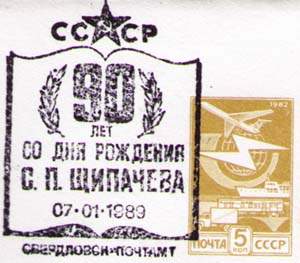 СССР
90
ЛЕТ
СО ДНЯ РОЖДЕНИЯ
С. П. ЩИПАЧЕВА
07·01·1989
СВЕРДЛОВСК·ПОЧТАМТ
1982
ПОЧТА 5 КОП СССР